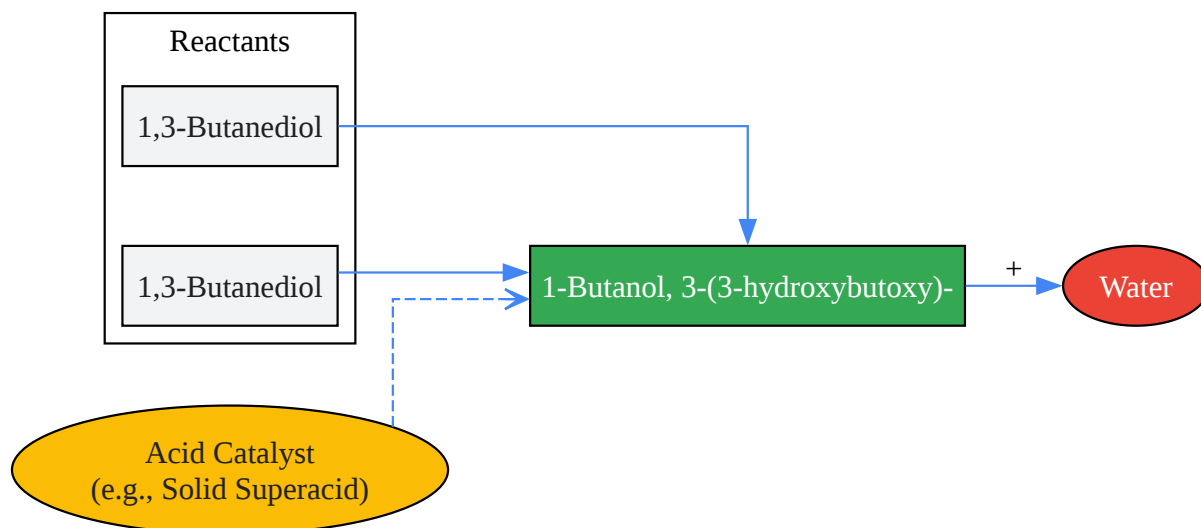 Reactants
1,3-Butanediol
1,3-Butanediol
1-Butanol, 3-(3-hydroxybutoxy)-
+
Water
Acid Catalyst
(e.g., Solid Superacid)